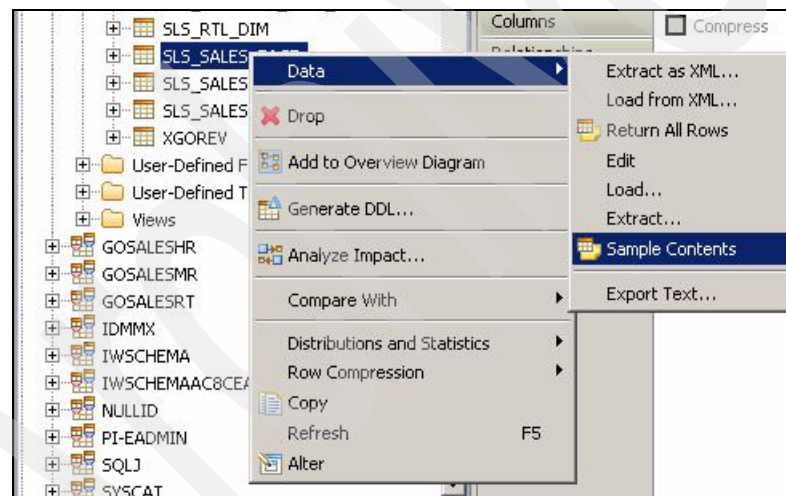 SLS_RTL_DIM
SLS_SALES
SLS_SALES
SLS_SALES
XGOREV
User-Defined F
User-Defined T
Views
GOSALESHR
GOSALESMR
GOSALESRT
IDMMX
IWSCHEMA
IWSCHEMAAC8CEA
NULLID
PI-EADMIN
SQLJ
SYSCAT
Data
Drop
Add to Overview Diagram
Generate DDL...
Analyze Impact...
Compare With
Distributions and Statistics
Row Compression
Copy
Refresh F5
Alter
Columns
Compress
Extract as XML...
Load from XML...
Return All Rows
Edit
Load...
Extract...
Sample Contents
Export Text...